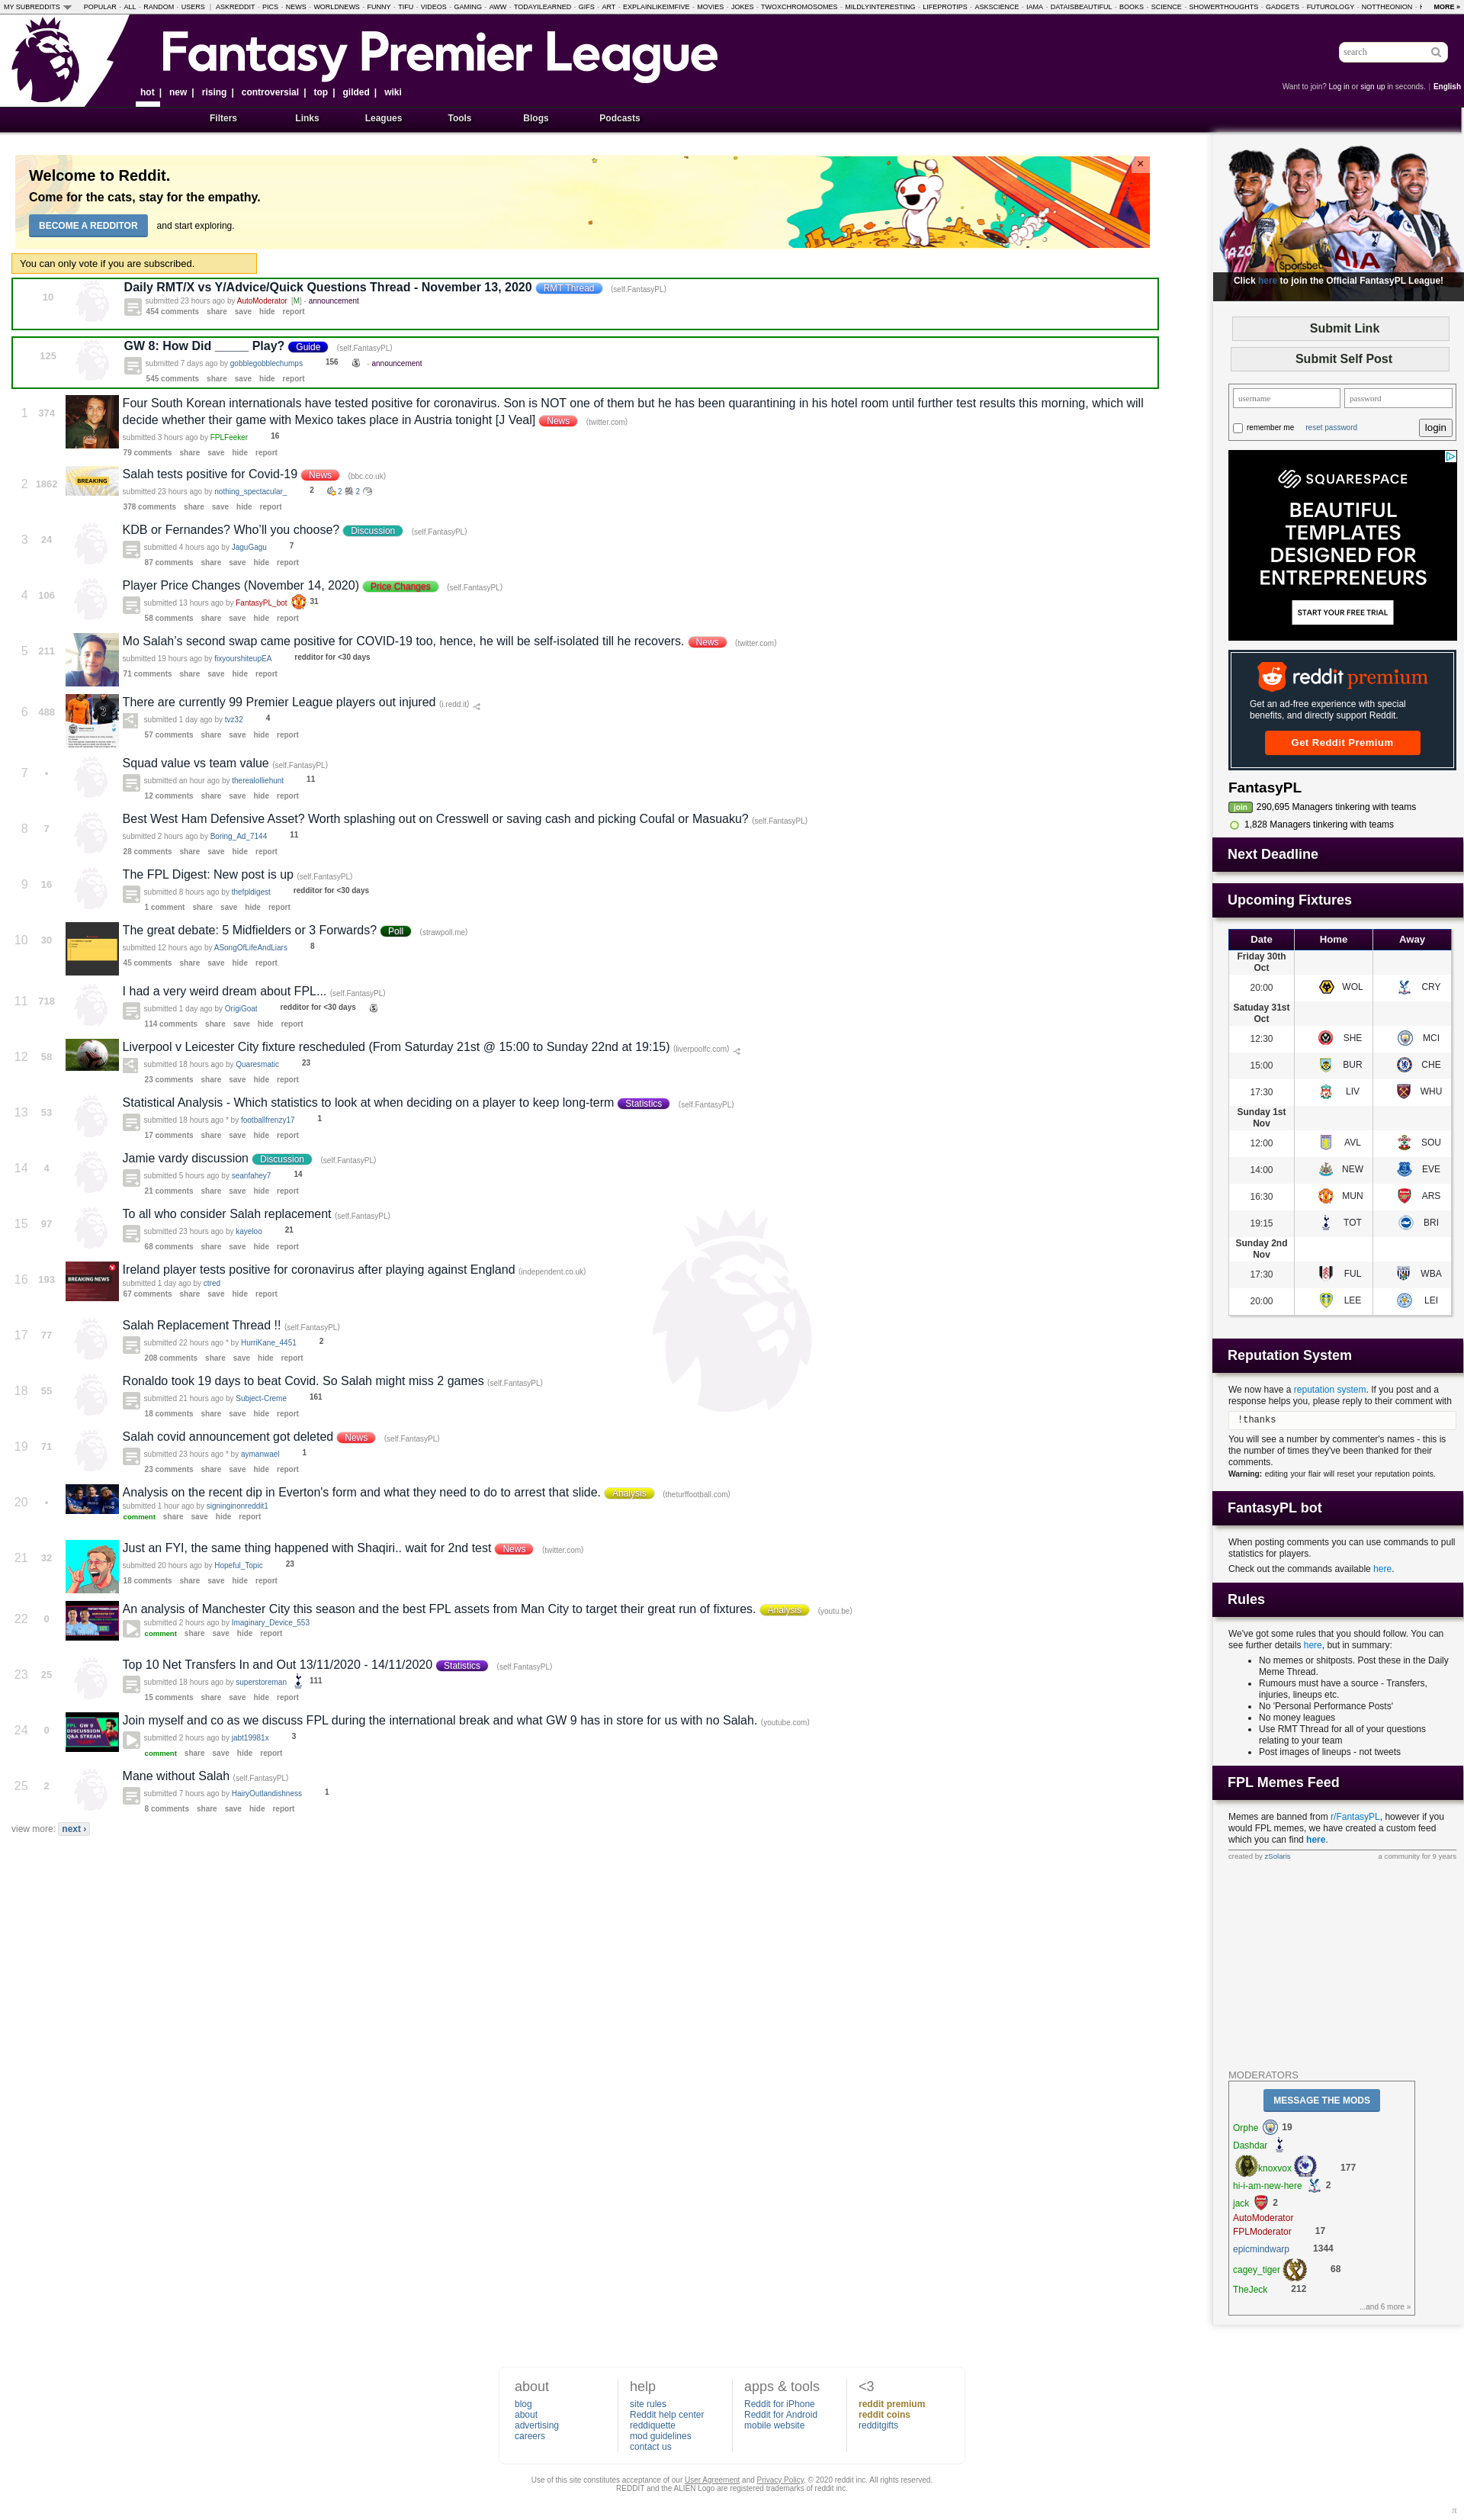 MY SUBREDDITS POPULAR - ALL - RANDOM - USERS | ASKREDDIT - PICS - NEWS - WORLDNEWS - FUNNY - TIFU - VIDEOS - GAMING - AWW - TODAYILEARNED - GIFS - ART - EXPLAINLIKEIMFIVE - MOVIES - JOKES - TWOXCHROMOSOMES - MILDLYINTERESTING - LIFEPROTIPS - ASKSCIENCE - IAMA - DATAISBEAUTIFUL - BOOKS - SCIENCE - SHOWERTHOUGHTS - GADGETS - FUTUROLOGY - NOTTHEONION - MORE »
Fantasy Premier League
search
hot | new | rising | controversial | top | gilded | wiki
Want to join? Log in or sign up in seconds. | English
Filters Links Leagues Tools Blogs Podcasts
Welcome to Reddit.
Come for the cats, stay for the empathy.
BECOME A REDDITOR and start exploring.
×
You can only vote if you are subscribed.
10 Daily RMT/X vs Y/Advice/Quick Questions Thread - November 13, 2020 RMT Thread (self.FantasyPL)
submitted 23 hours ago by AutoModerator [M] - announcement
454 comments share save hide report
125 GW 8: How Did _____ Play? Guide (self.FantasyPL)
submitted 7 days ago by gobblegobblechumps 156 - announcement
545 comments share save hide report
1 374 Four South Korean internationals have tested positive for coronavirus. Son is NOT one of them but he has been quarantining in his hotel room until further test results this morning, which will
decide whether their game with Mexico takes place in Austria tonight [J Veal] News (twitter.com)
submitted 3 hours ago by FPLFeeker 16
79 comments share save hide report
2 1862 BREAKING Salah tests positive for Covid-19 News (bbc.co.uk)
submitted 23 hours ago by nothing_spectacular_ 2 2 2
378 comments share save hide report
3 24 KDB or Fernandes? Who'll you choose? Discussion (self.FantasyPL)
submitted 4 hours ago by JaguGagu 7
87 comments share save hide report
4 106 Player Price Changes (November 14, 2020) Price Changes (self.FantasyPL)
submitted 13 hours ago by FantasyPL_bot 31
58 comments share save hide report
5 211 Mo Salah's second swap came positive for COVID-19 too, hence, he will be self-isolated till he recovers. News (twitter.com)
submitted 19 hours ago by fixyourshiteupEA redditor for <30 days
71 comments share save hide report
6 488 There are currently 99 Premier League players out injured (i.redd.it)
submitted 1 day ago by tvz32 4
57 comments share save hide report
7 • Squad value vs team value (self.FantasyPL)
submitted an hour ago by therealolliehunt 11
12 comments share save hide report
8 7 Best West Ham Defensive Asset? Worth splashing out on Cresswell or saving cash and picking Coufal or Masuaku? (self.FantasyPL)
submitted 2 hours ago by Boring_Ad_7144 11
28 comments share save hide report
9 16 The FPL Digest: New post is up (self.FantasyPL)
submitted 8 hours ago by thefpldigest redditor for <30 days
1 comment share save hide report
10 30 The great debate: 5 Midfielders or 3 Forwards? Poll (strawpoll.me)
submitted 12 hours ago by ASongOfLifeAndLiars 8
45 comments share save hide report
11 718 I had a very weird dream about FPL... (self.FantasyPL)
submitted 1 day ago by OrigiGoat redditor for <30 days
114 comments share save hide report
12 58 Liverpool v Leicester City fixture rescheduled (From Saturday 21st @ 15:00 to Sunday 22nd at 19:15) (liverpoolfc.com)
submitted 18 hours ago by Quaresmatic 23
23 comments share save hide report
13 53 Statistical Analysis - Which statistics to look at when deciding on a player to keep long-term Statistics (self.FantasyPL)
submitted 18 hours ago * by footballfrenzy17 1
17 comments share save hide report
14 4 Jamie vardy discussion Discussion (self.FantasyPL)
submitted 5 hours ago by seanfahey7 14
21 comments share save hide report
15 97 To all who consider Salah replacement (self.FantasyPL)
submitted 23 hours ago by kayeloo 21
68 comments share save hide report
16 193 BREAKING NEWS Ireland player tests positive for coronavirus after playing against England (independent.co.uk)
submitted 1 day ago by ctred
67 comments share save hide report
17 77 Salah Replacement Thread !! (self.FantasyPL)
submitted 22 hours ago * by HurriKane_4451 2
208 comments share save hide report
18 55 Ronaldo took 19 days to beat Covid. So Salah might miss 2 games (self.FantasyPL)
submitted 21 hours ago by Subject-Creme 161
18 comments share save hide report
19 71 Salah covid announcement got deleted News (self.FantasyPL)
submitted 23 hours ago * by aymanwael 1
23 comments share save hide report
20 • Analysis on the recent dip in Everton's form and what they need to do to arrest that slide. Analysis (theturffootball.com)
submitted 1 hour ago by signinginonreddit1
comment share save hide report
21 32 Just an FYI, the same thing happened with Shaqiri.. wait for 2nd test News (twitter.com)
submitted 20 hours ago by Hopeful_Topic 23
18 comments share save hide report
22 0 An analysis of Manchester City this season and the best FPL assets from Man City to target their great run of fixtures. Analysis (youtu.be)
submitted 2 hours ago by Imaginary_Device_553
comment share save hide report
23 25 Top 10 Net Transfers In and Out 13/11/2020 - 14/11/2020 Statistics (self.FantasyPL)
submitted 18 hours ago by superstoreman 111
15 comments share save hide report
24 0 FPL GW 9 DISCUSSION Q&A STREAM Join myself and co as we discuss FPL during the international break and what GW 9 has in store for us with no Salah. (youtube.com)
submitted 2 hours ago by jabt19981x 3
comment share save hide report
25 2 Mane without Salah (self.FantasyPL)
submitted 7 hours ago by HairyOutlandishness 1
8 comments share save hide report
view more: next ›
Click here to join the Official FantasyPL League!
Submit Link
Submit Self Post
username password
remember me reset password login
SQUARESPACE
BEAUTIFUL
TEMPLATES
DESIGNED FOR
ENTREPRENEURS
START YOUR FREE TRIAL
reddit premium
Get an ad-free experience with special
benefits, and directly support Reddit.
Get Reddit Premium
FantasyPL
join 290,695 Managers tinkering with teams
1,828 Managers tinkering with teams
Next Deadline
Upcoming Fixtures
Date Home Away
Friday 30th
Oct
20:00 WOL CRY
Satuday 31st
Oct
12:30 SHE MCI
15:00 BUR CHE
17:30 LIV WHU
Sunday 1st
Nov
12:00 AVL SOU
14:00 NEW EVE
16:30 MUN ARS
19:15 TOT BRI
Sunday 2nd
Nov
17:30 FUL WBA
20:00 LEE LEI
Reputation System
We now have a reputation system. If you post and a
response helps you, please reply to their comment with
!thanks
You will see a number by commenter's names - this is
the number of times they've been thanked for their
comments.
Warning: editing your flair will reset your reputation points.
FantasyPL bot
When posting comments you can use commands to pull
statistics for players.
Check out the commands available here.
Rules
We've got some rules that you should follow. You can
see further details here, but in summary:
• No memes or shitposts. Post these in the Daily
Meme Thread.
• Rumours must have a source - Transfers,
injuries, lineups etc.
• No 'Personal Performance Posts'
• No money leagues
• Use RMT Thread for all of your questions
relating to your team
• Post images of lineups - not tweets
FPL Memes Feed
Memes are banned from r/FantasyPL, however if you
would FPL memes, we have created a custom feed
which you can find here.
created by zSolaris a community for 9 years
MODERATORS
MESSAGE THE MODS
Orphe 19
Dashdar
knoxvox 177
hi-i-am-new-here 2
jack 2
AutoModerator
FPLModerator 17
epicmindwarp 1344
cagey_tiger 68
TheJeck 212
...and 6 more »
about help apps & tools <3
blog site rules Reddit for iPhone reddit premium
about Reddit help center Reddit for Android reddit coins
advertising reddiquette mobile website redditgifts
careers mod guidelines
contact us
Use of this site constitutes acceptance of our User Agreement and Privacy Policy. © 2020 reddit inc. All rights reserved.
REDDIT and the ALIEN Logo are registered trademarks of reddit inc.
π